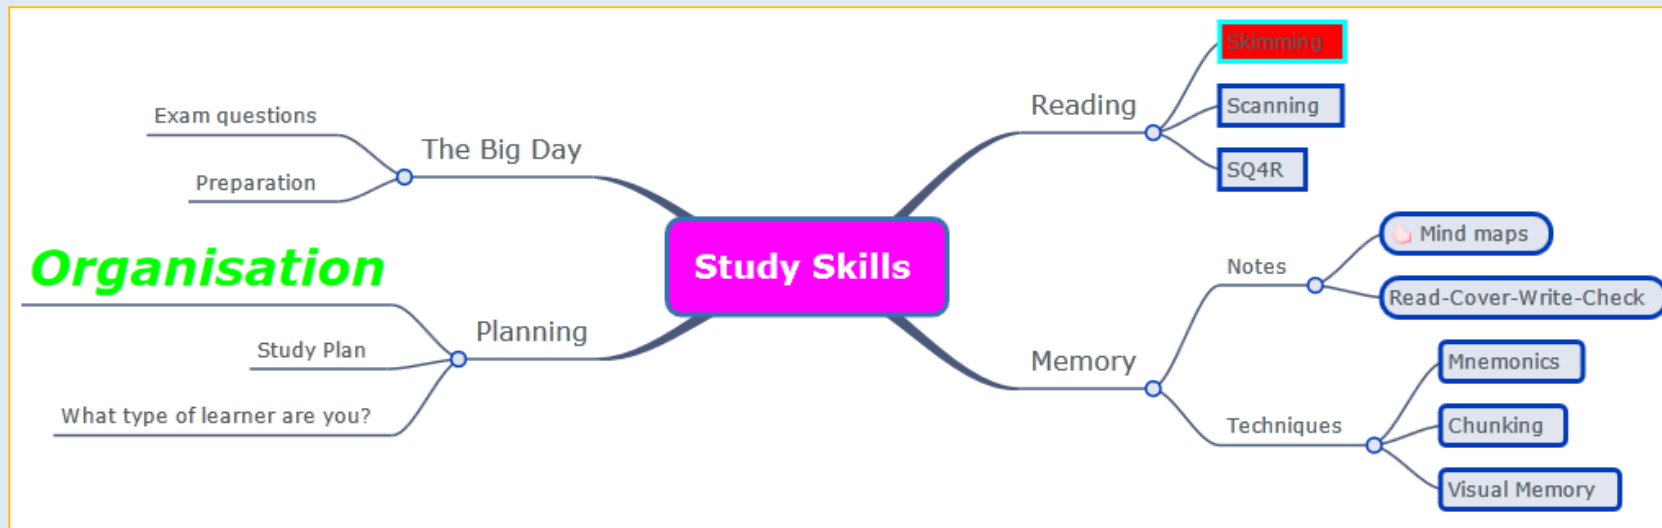 Study Skills
The Big Day
Exam questions
Preparation
Planning
Organisation
Study Plan
What type of learner are you?
Reading
Skimming
Scanning
SQ4R
Memory
Notes
Mind maps
Read-Cover-Write-Check
Techniques
Mnemonics
Chunking
Visual Memory